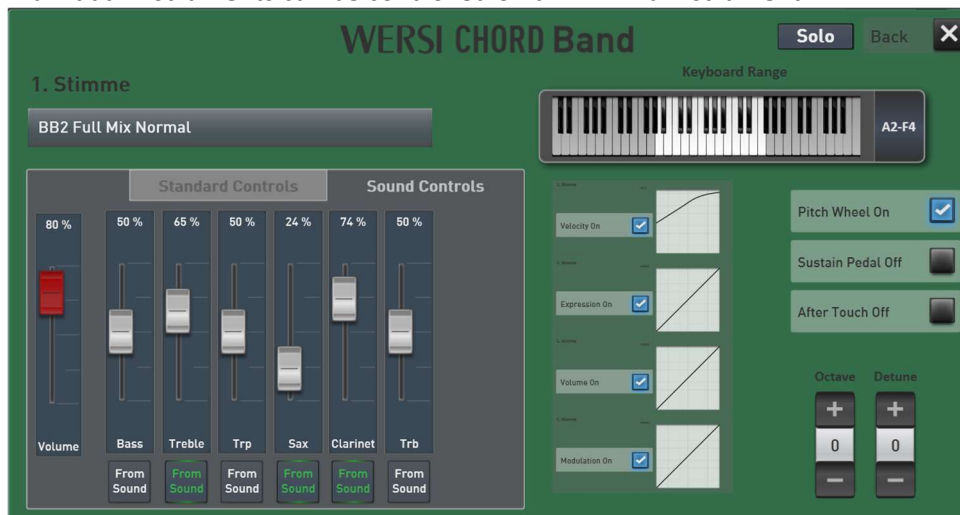 WERSI CHORD Band
Solo
Back
Keyboard Range
1. Stimme
BB2 Full Mix Normal
A2-F4
Standard Controls
Sound Controls
80 %
50 %
65 %
50 %
24 %
74 %
50 %
Volume
Bass
Treble
Trp
Sax
Clarinet
Trb
From Sound
From Sound
From Sound
From Sound
From Sound
From Sound
Velocity On
Expression On
Volume On
Modulation On
Pitch Wheel On
Sustain Pedal Off
After Touch Off
Octave
Detune
+
+
0
0
−
−